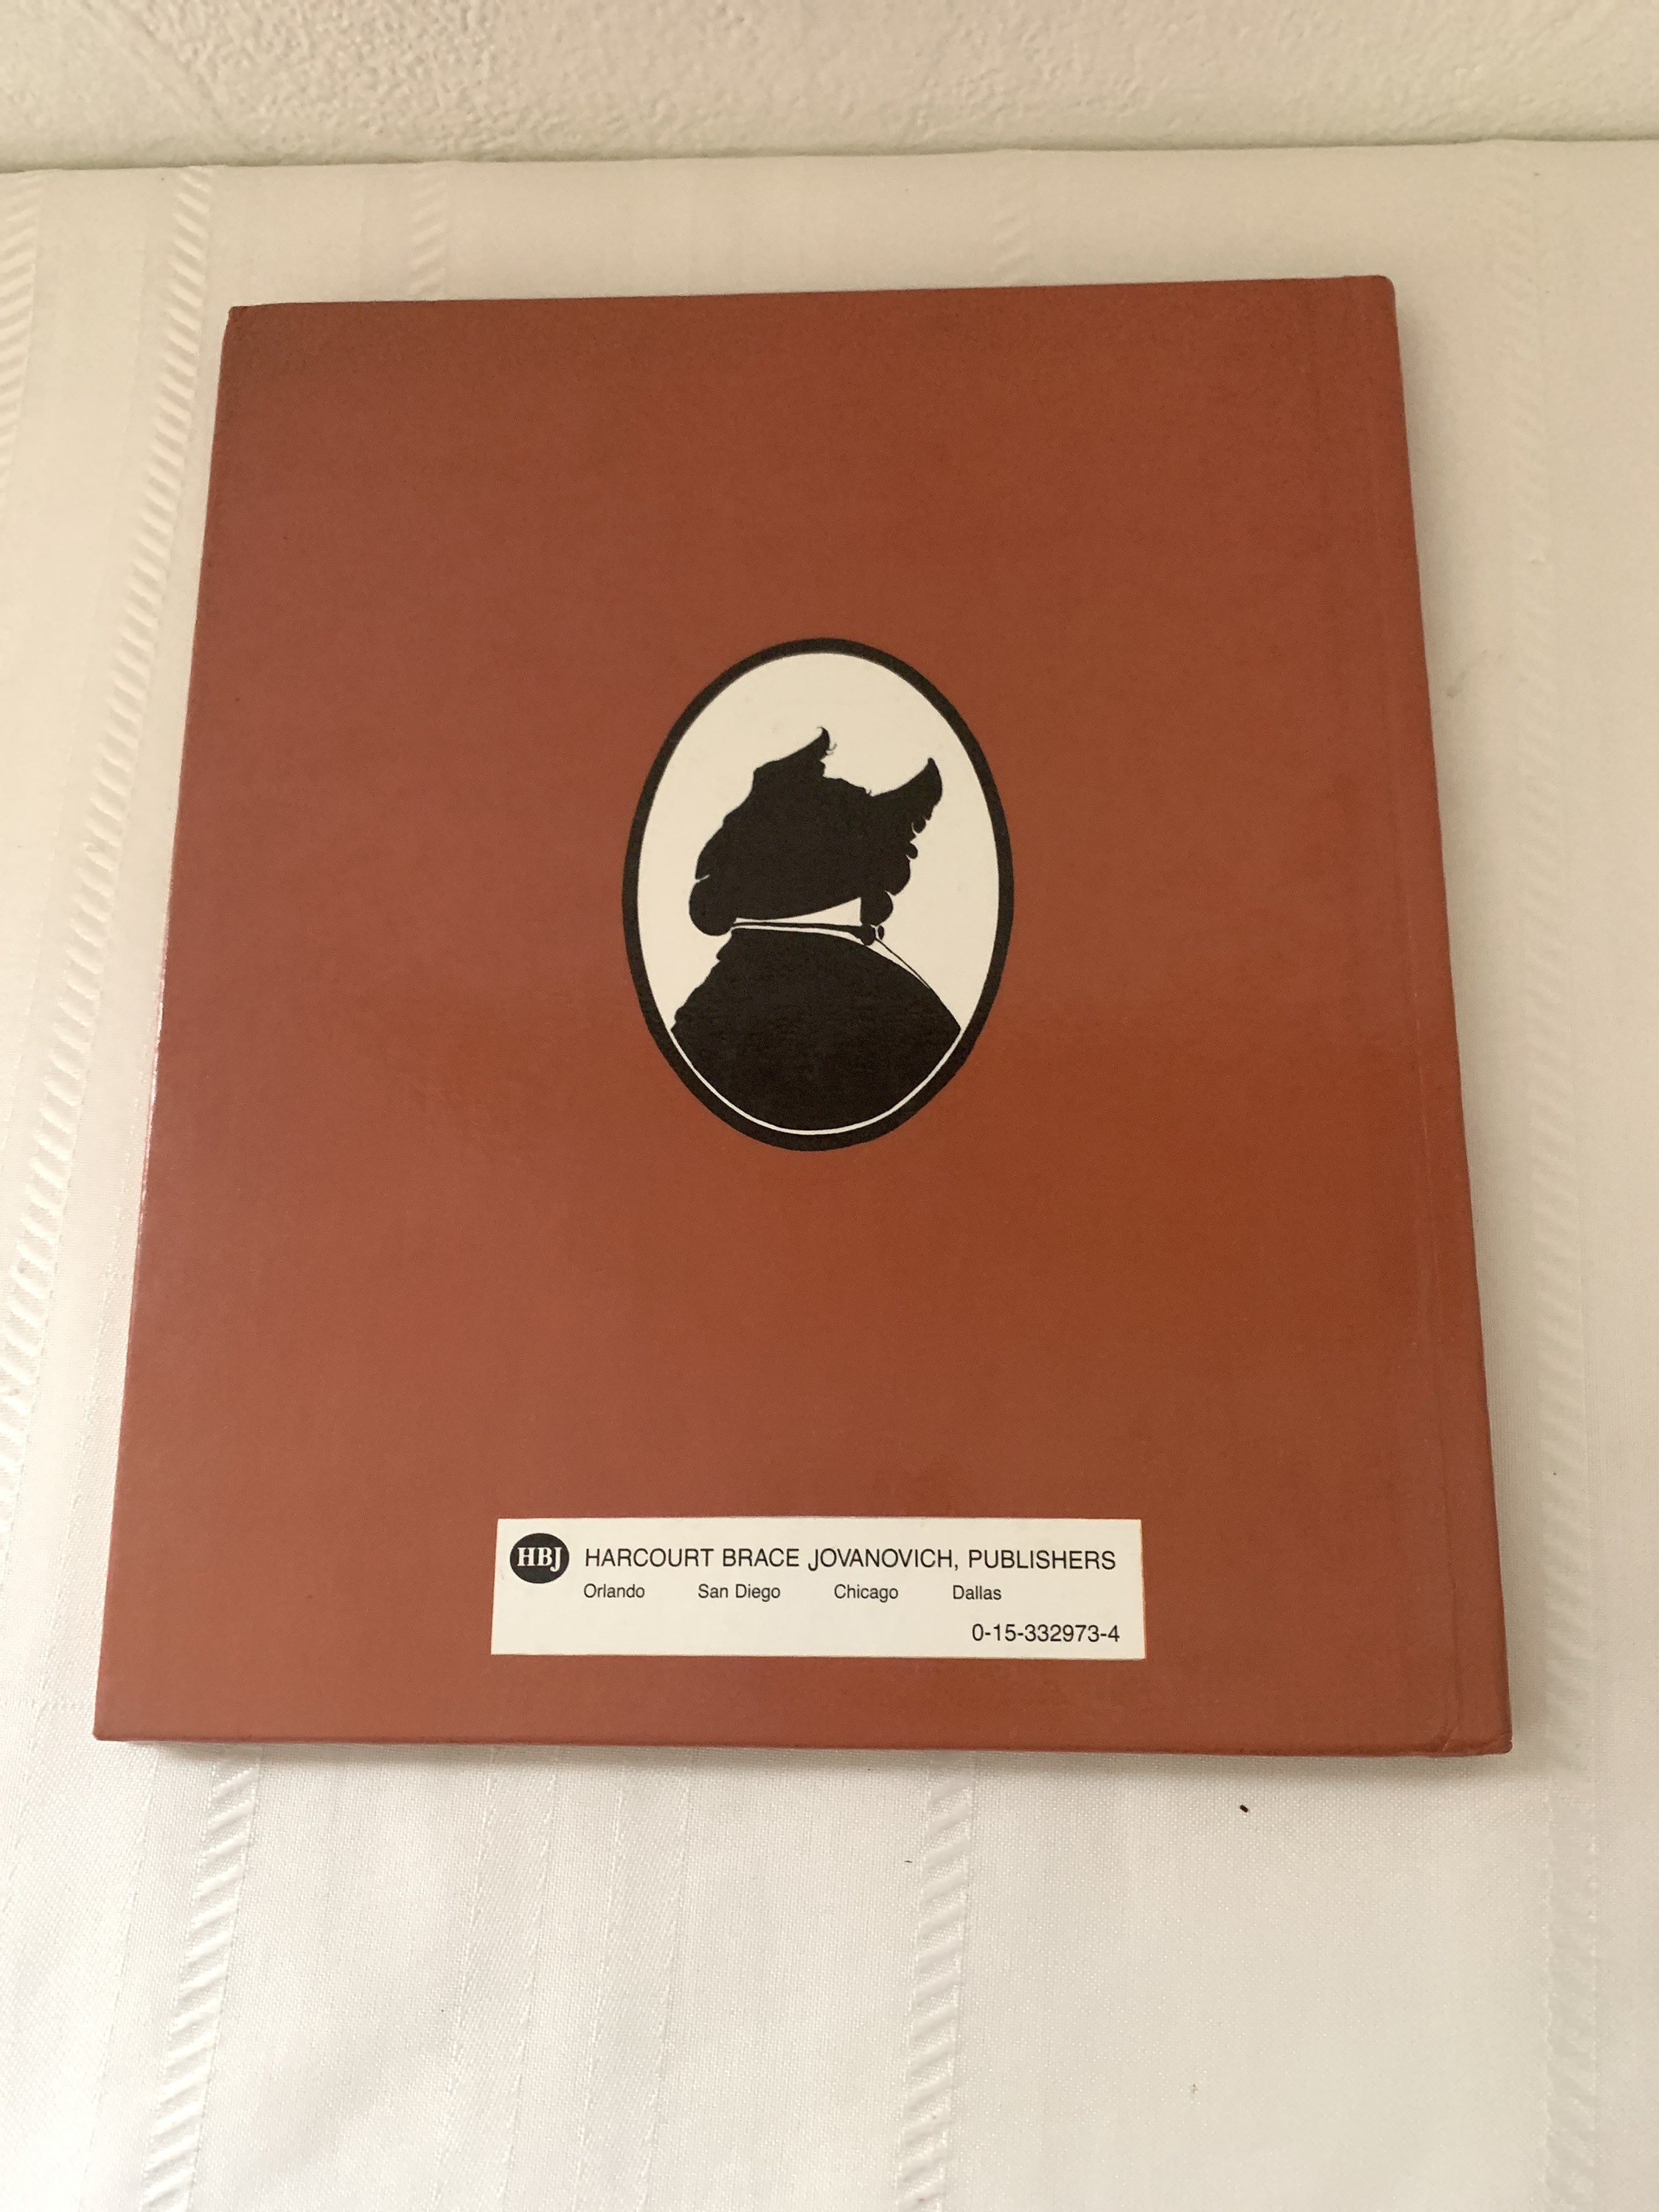 HBJ HARCOURT BRACE JOVANOVICH, PUBLISHERS
Orlando San Diego Chicago Dallas
0-15-332973-4